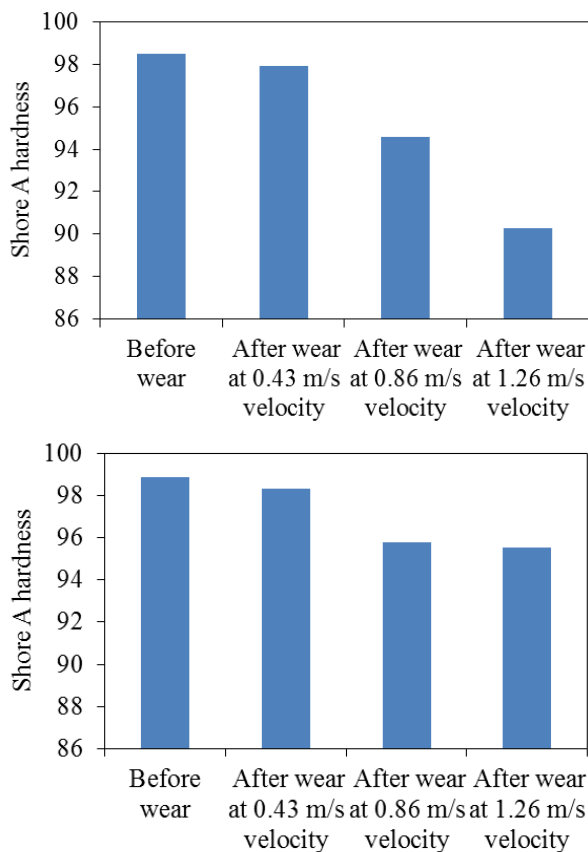 100
98
96
94
92
90
88
86
Shore A hardness
Before
wear
After wear
at 0.43 m/s
velocity
After wear
at 0.86 m/s
velocity
After wear
at 1.26 m/s
velocity
100
98
96
94
92
90
88
86
Shore A hardness
Before
wear
After wear
at 0.43 m/s
velocity
After wear
at 0.86 m/s
velocity
After wear
at 1.26 m/s
velocity